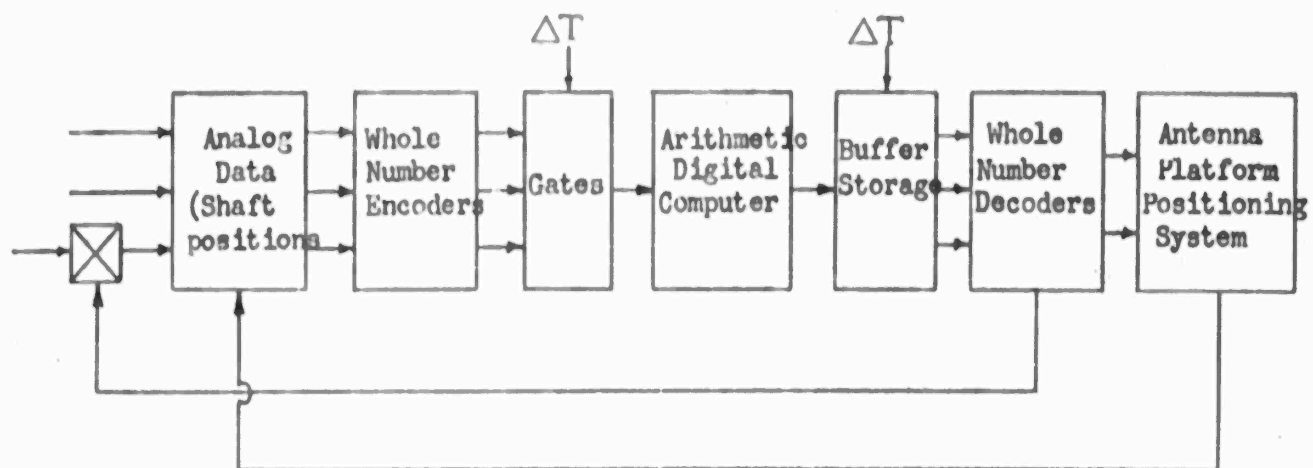 ΔT
ΔT
Analog
Data
(Shaft
positions
Whole
Number
Encoders
Gates
Arithmetic
Digital
Computer
Buffer
Storage
Whole
Number
Decoders
Antenna
Platform
Positioning
System